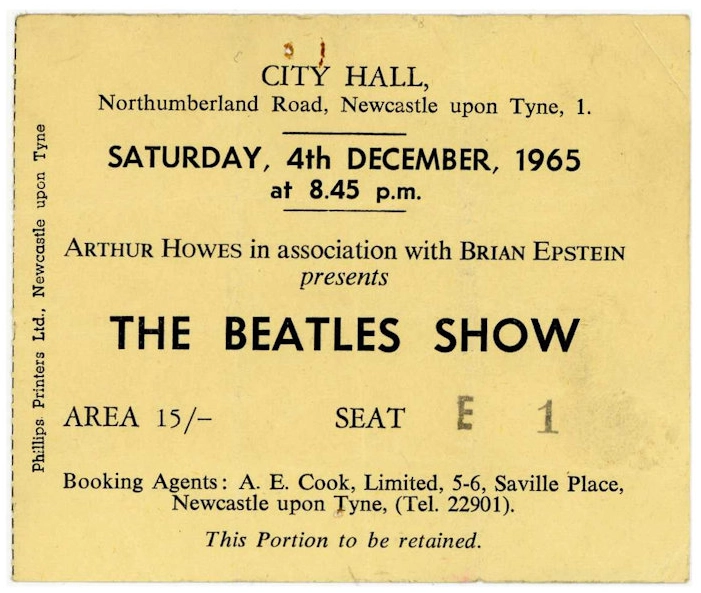 CITY HALL,
Northumberland Road, Newcastle upon Tyne, 1.
SATURDAY, 4th DECEMBER, 1965
at 8.45 p.m.
ARTHUR HOWES in association with BRIAN EPSTEIN
presents
THE BEATLES SHOW
AREA 15/- SEAT E 1
Booking Agents: A. E. Cook, Limited, 5-6, Saville Place,
Newcastle upon Tyne, (Tel. 22901).
This Portion to be retained.
Phillips Printers Ltd., Newcastle upon Tyne